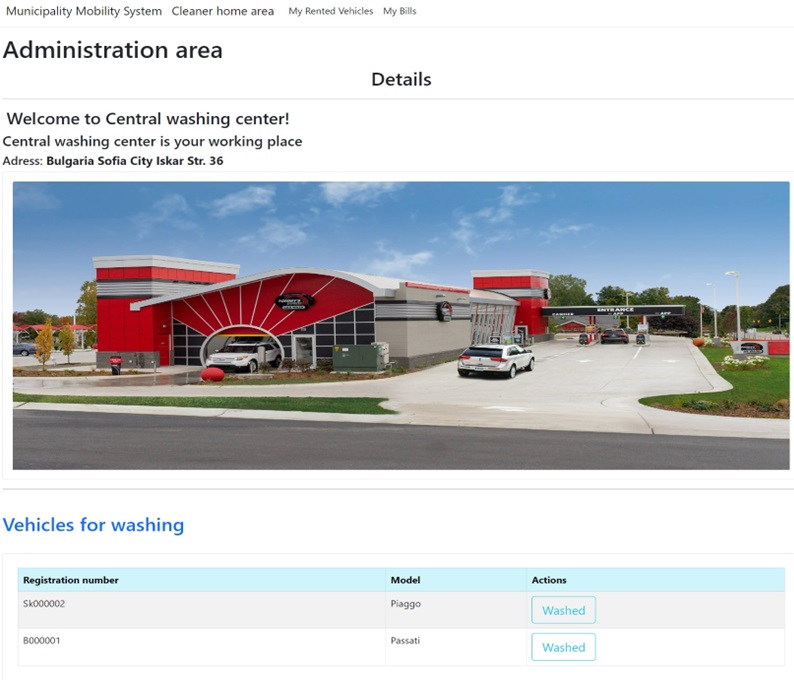 Municipality Mobility System Cleaner home area My Rented Vehicles My Bills
Administration area
Details
Welcome to Central washing center!
Central washing center is your working place
Adress: Bulgaria Sofia City Iskar Str. 36
ENTRANCE
Vehicles for washing
Registration number Model Actions
Sk000002 Piaggo Washed
B000001 Passati Washed